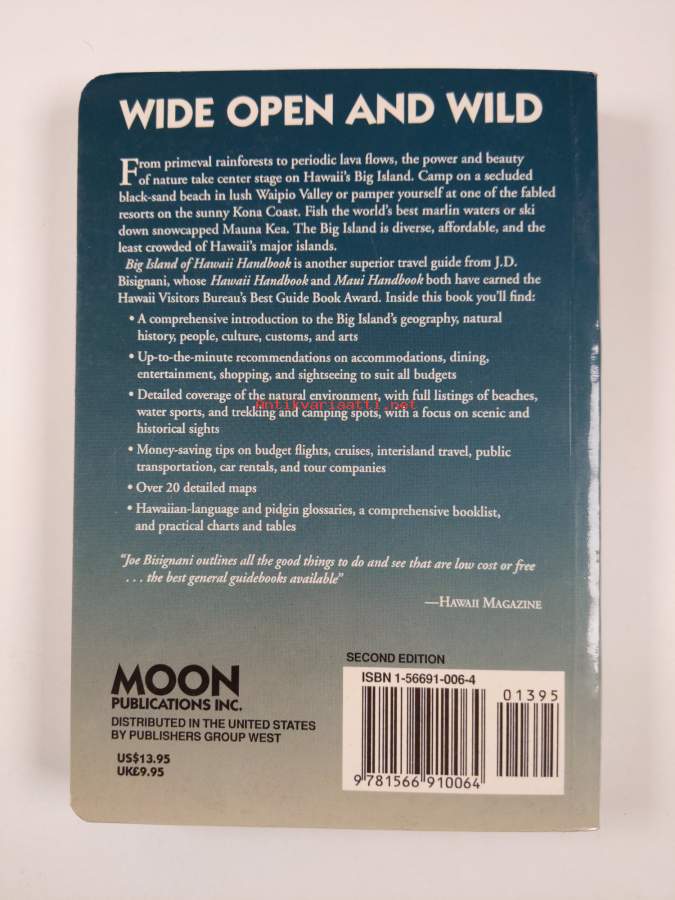 WIDE OPEN AND WILD
From primeval rainforests to periodic lava flows, the power and beauty
of nature take center stage on Hawaii's Big Island. Camp on a secluded
black-sand beach in lush Waipio Valley or pamper yourself at one of the fabled
resorts on the sunny Kona Coast. Fish the world's best marlin waters or ski
down snowcapped Mauna Kea. The Big Island is diverse, affordable, and the
least crowded of Hawaii's major islands.
Big Island of Hawaii Handbook is another superior travel guide from J.D.
Bisignani, whose Hawaii Handbook and Maui Handbook both have earned the
Hawaii Visitors Bureau's Best Guide Book Award. Inside this book you'll find:
• A comprehensive introduction to the Big Island's geography, natural
history, people, culture, customs, and arts
• Up-to-the-minute recommendations on accommodations, dining,
entertainment, shopping, and sightseeing to suit all budgets
• Detailed coverage of the natural environment, with full listings of beaches,
Antikvariaatti.net
water sports, and trekking and camping spots, with a focus on scenic and
historical sights
• Money-saving tips on budget flights, cruises, interisland travel, public
transportation, car rentals, and tour companies
• Over 20 detailed maps
• Hawaiian-language and pidgin glossaries, a comprehensive booklist,
and practical charts and tables
"Joe Bisignani outlines all the good things to do and see that are low cost or free
. . . the best general guidebooks available"
—HAWAII MAGAZINE
MOON
PUBLICATIONS INC.
DISTRIBUTED IN THE UNITED STATES
BY PUBLISHERS GROUP WEST
US$13.95
UK£9.95
SECOND EDITION
ISBN 1-56691-006-4
01395
9 781566 910064